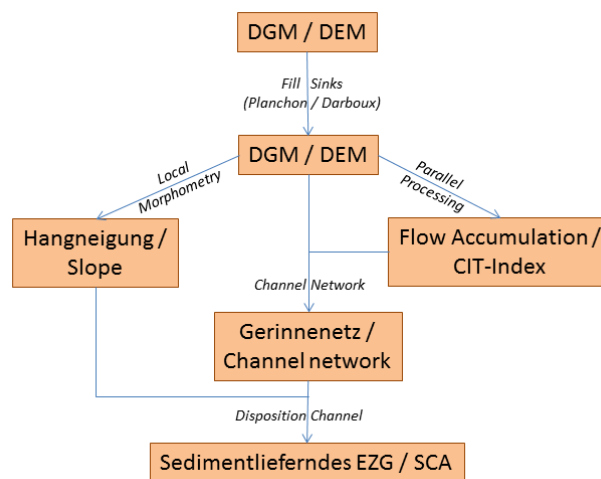 DGM / DEM
Fill Sinks
(Planchon / Darboux)
DGM / DEM
Local
Morphometry
Parallel
Processing
Hangneigung /
Slope
Flow Accumulation /
CIT-Index
Channel Network
Gerinnenetz /
Channel network
Disposition Channel
Sedimentlieferndes EZG / SCA